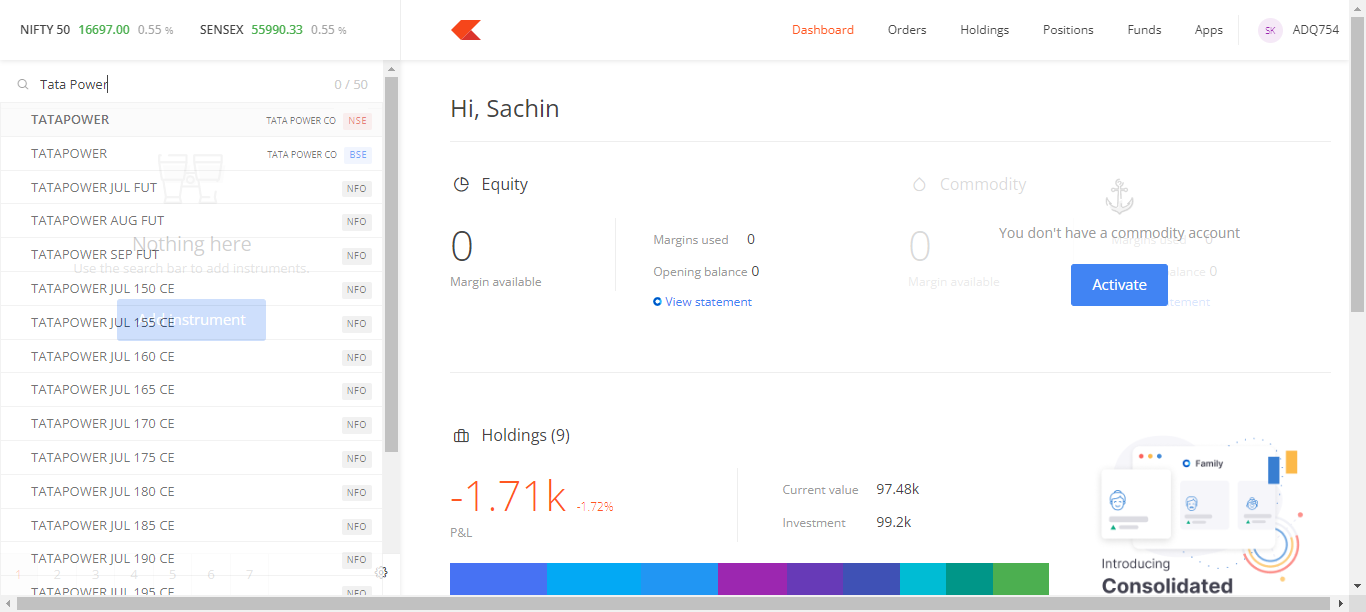 NIFTY 50 16697.00 0.55 % SENSEX 55990.33 0.55 %
Dashboard Orders Holdings Positions Funds Apps SK ADQ754
Tata Power 0 / 50
TATAPOWER TATA POWER CO NSE
TATAPOWER TATA POWER CO BSE
TATAPOWER JUL FUT NFO
TATAPOWER AUG FUT NFO
Nothing here
TATAPOWER SEP FUT NFO
Use the search bar to add instruments.
TATAPOWER JUL 150 CE NFO
TATAPOWER JUL 155 CE NFO
instrument
TATAPOWER JUL 160 CE NFO
TATAPOWER JUL 165 CE NFO
TATAPOWER JUL 170 CE NFO
TATAPOWER JUL 175 CE NFO
TATAPOWER JUL 180 CE NFO
TATAPOWER JUL 185 CE NFO
TATAPOWER JUL 190 CE NFO
1 2 3 4 5 6 7
TATAPOWER JUL 195 CE NFO
Hi, Sachin
Equity
0
Margin available
Margins used 0
Opening balance 0
View statement
Commodity
0
Margin available
Margins used 0
balance 0
statement
You don't have a commodity account
Activate
Holdings (9)
-1.71k -1.72%
P&L
Current value 97.48k
Investment 99.2k
Family
Introducing
Consolidated